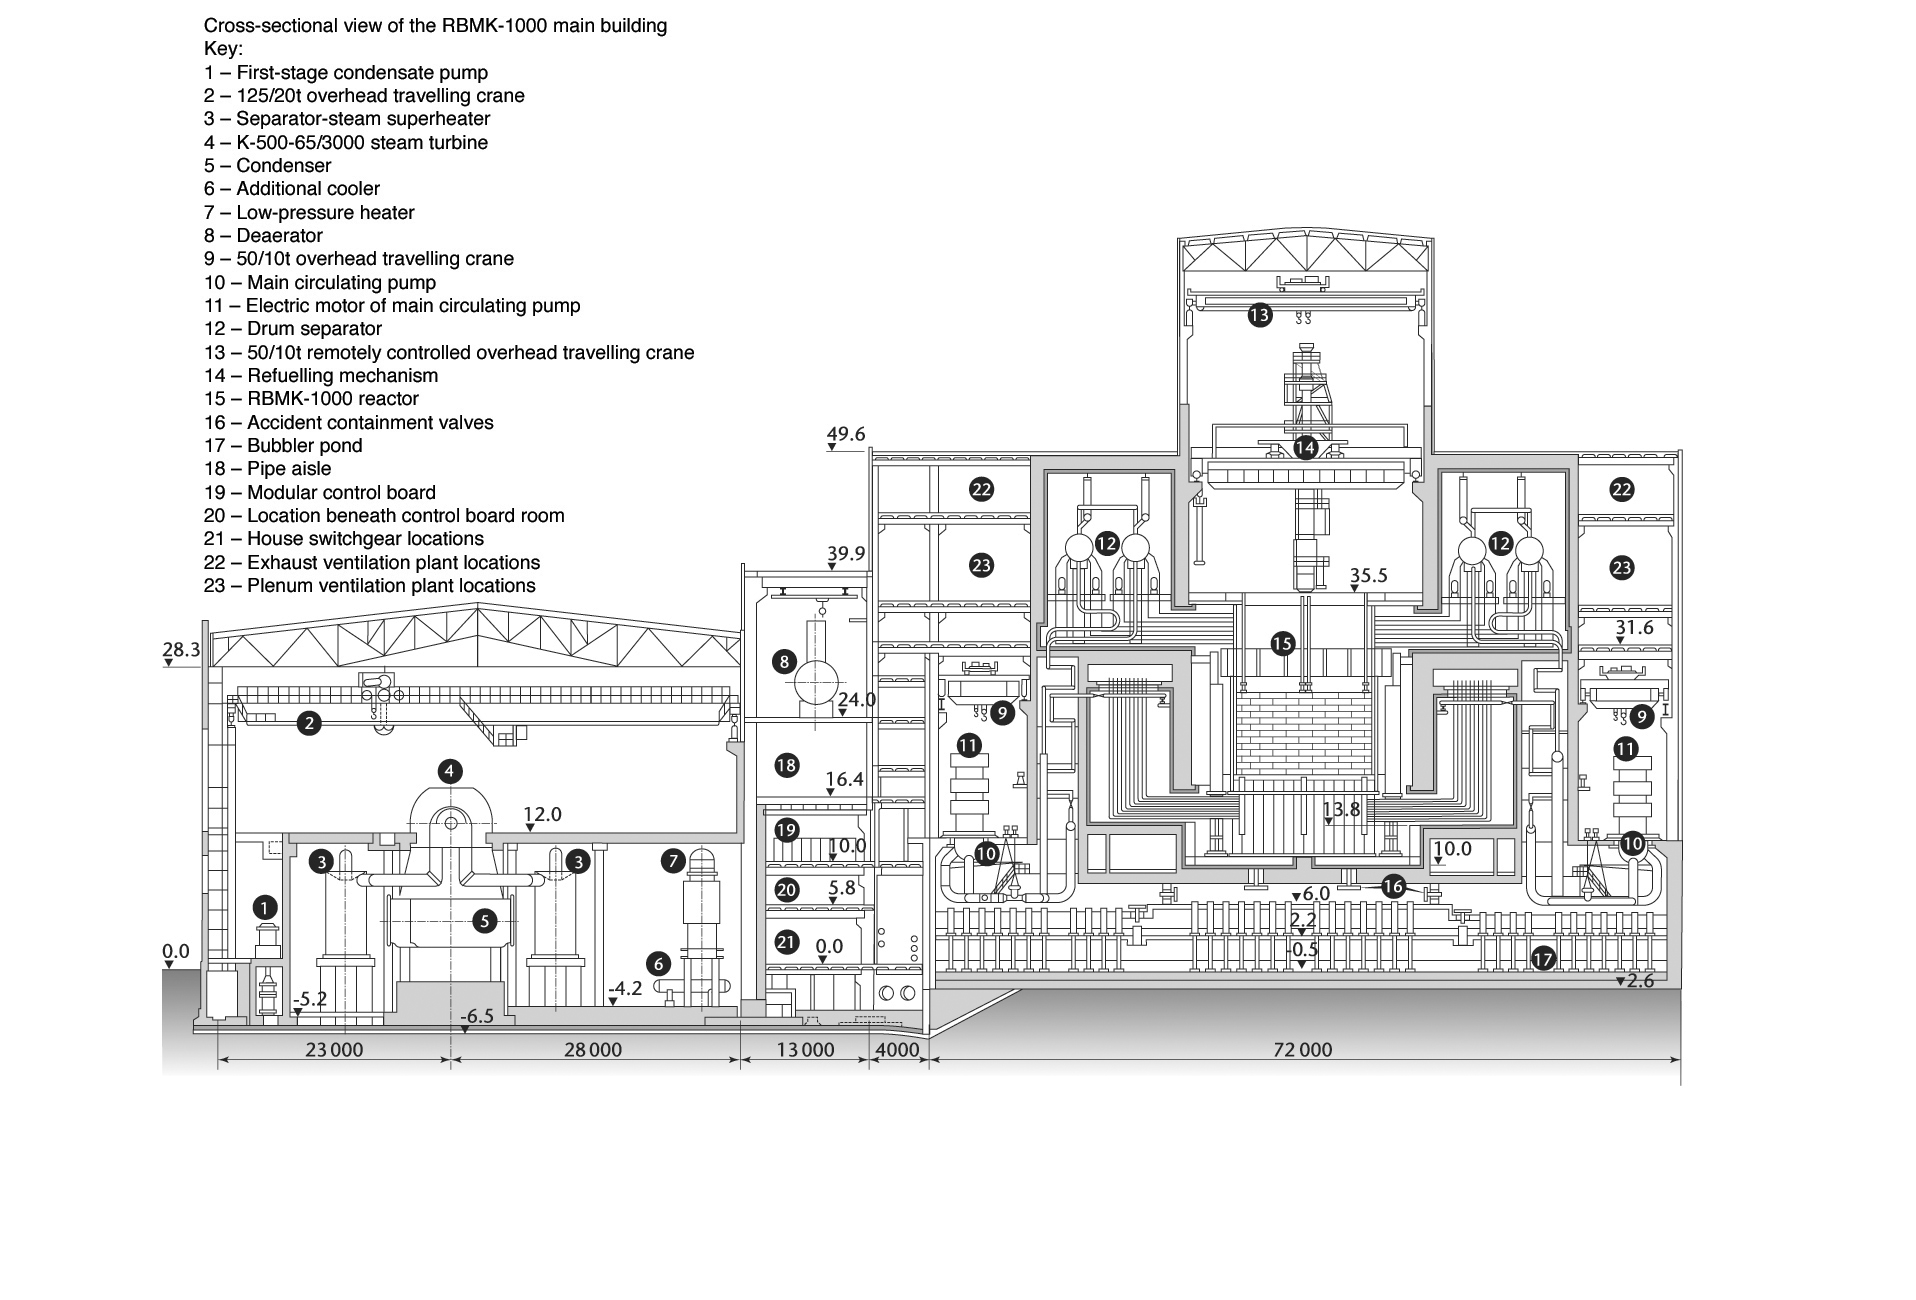 Cross-sectional view of the RBMK-1000 main building
Key:
1 – First-stage condensate pump
2 – 125/20t overhead travelling crane
3 – Separator-steam superheater
4 – K-500-65/3000 steam turbine
5 – Condenser
6 – Additional cooler
7 – Low-pressure heater
8 – Deaerator
9 – 50/10t overhead travelling crane
10 – Main circulating pump
11 – Electric motor of main circulating pump
12 – Drum separator
13 – 50/10t remotely controlled overhead travelling crane
14 – Refuelling mechanism
15 – RBMK-1000 reactor
16 – Accident containment valves
17 – Bubbler pond
18 – Pipe aisle
19 – Modular control board
20 – Location beneath control board room
21 – House switchgear locations
22 – Exhaust ventilation plant locations
23 – Plenum ventilation plant locations
13
49.6
14
22
22
12
12
39.9
23
23
35.5
31.6
15
28.3
8
24.0
9
9
2
11
11
18
4
16.4
12.0
13.8
19
10.0
10
10
10.0
3
3
7
20
5.8
16
6.0
1
5
2.2
21
0.0
0.0
-0.5
17
6
-5.2
-4.2
2.6
-6.5
23 000
28 000
13 000
4000
72 000